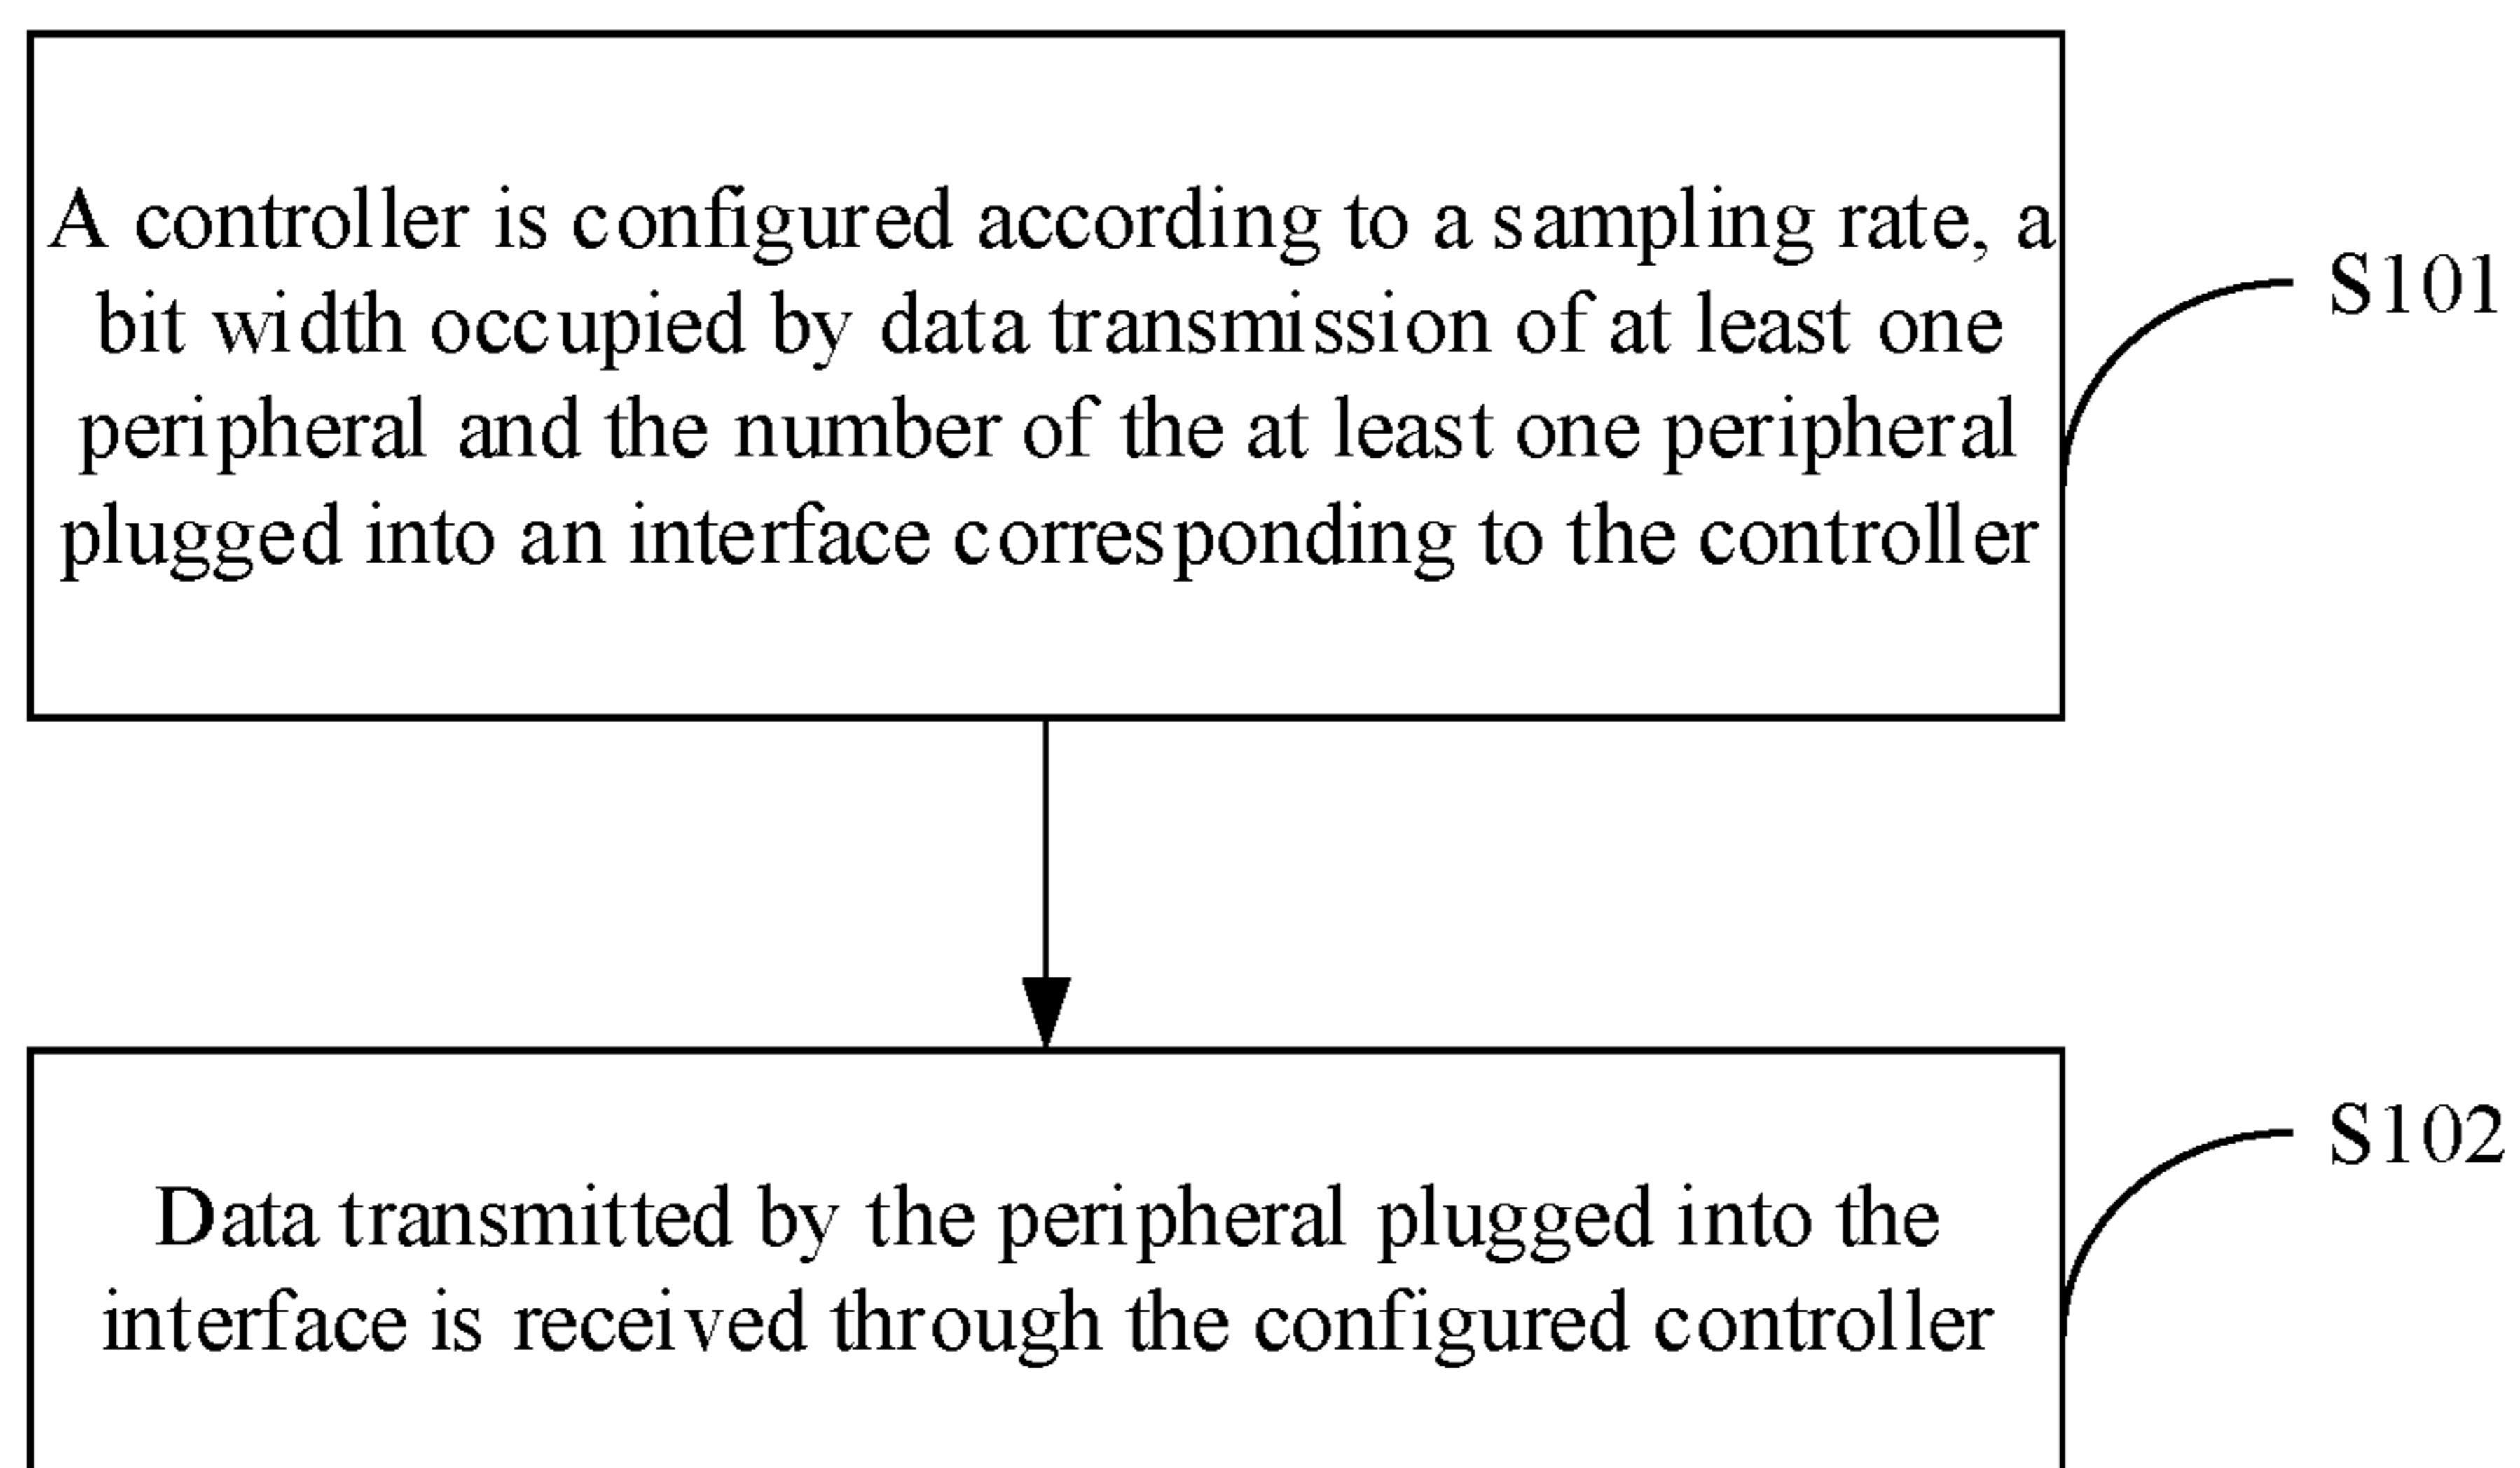 A controller is configured according to a sampling rate, a
bit width occupied by data transmission of at least one
peripheral and the number of the at least one peripheral
plugged into an interface corresponding to the controller
S101
Data transmitted by the peripheral plugged into the
interface is received through the configured controller
S102